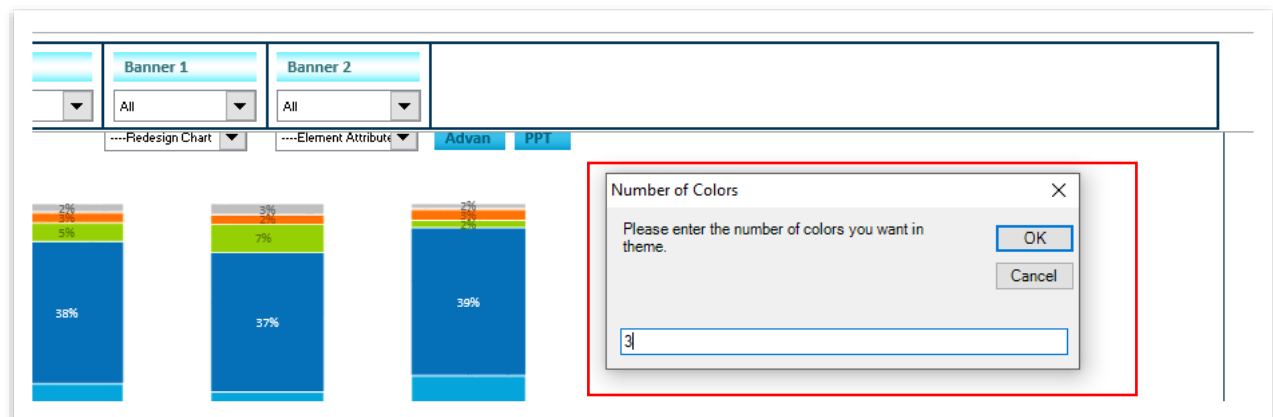 Banner 1
Banner 2
All
All
----Redesign Chart
----Element Attribute
Advan
PPT
Number of Colors
Please enter the number of colors you want in
theme.
OK
Cancel
3
2%
3%
5%
38%
3%
2%
7%
37%
2%
3%
2%
39%